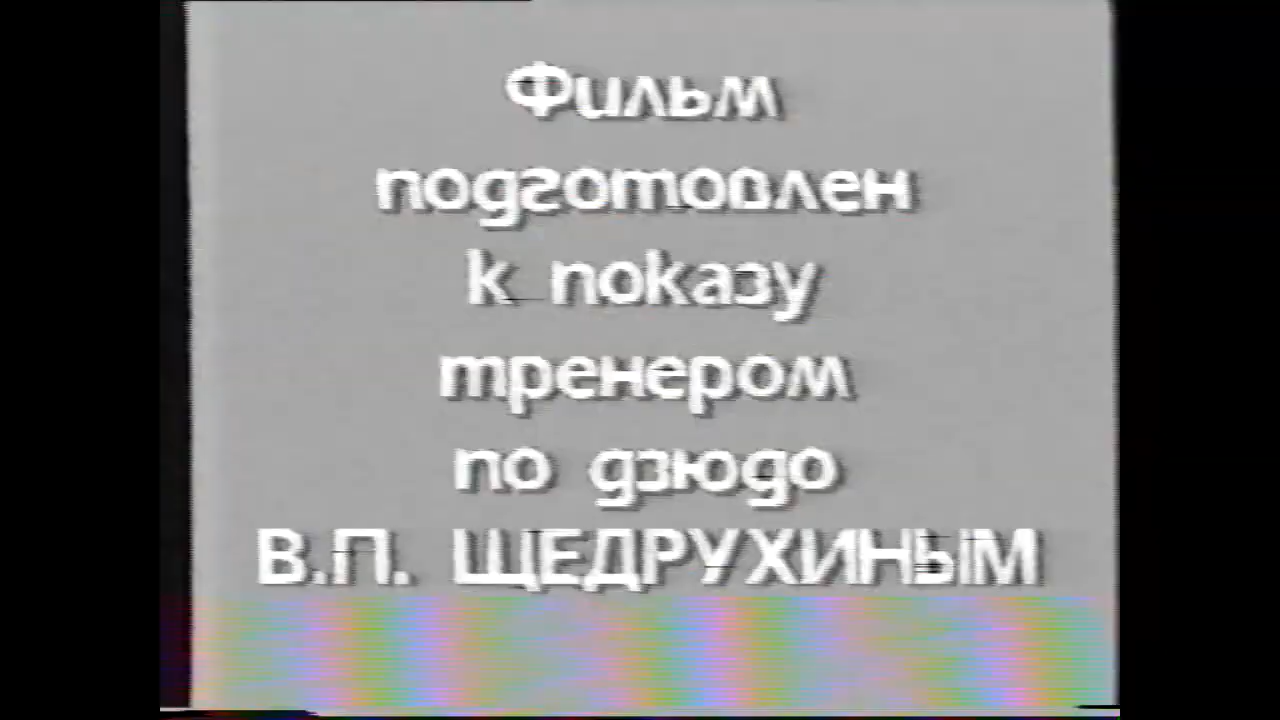 Фильм
подготовлен
к показу
тренером
по дзюдо
В.П. ЩЕДРУХИНЫМ